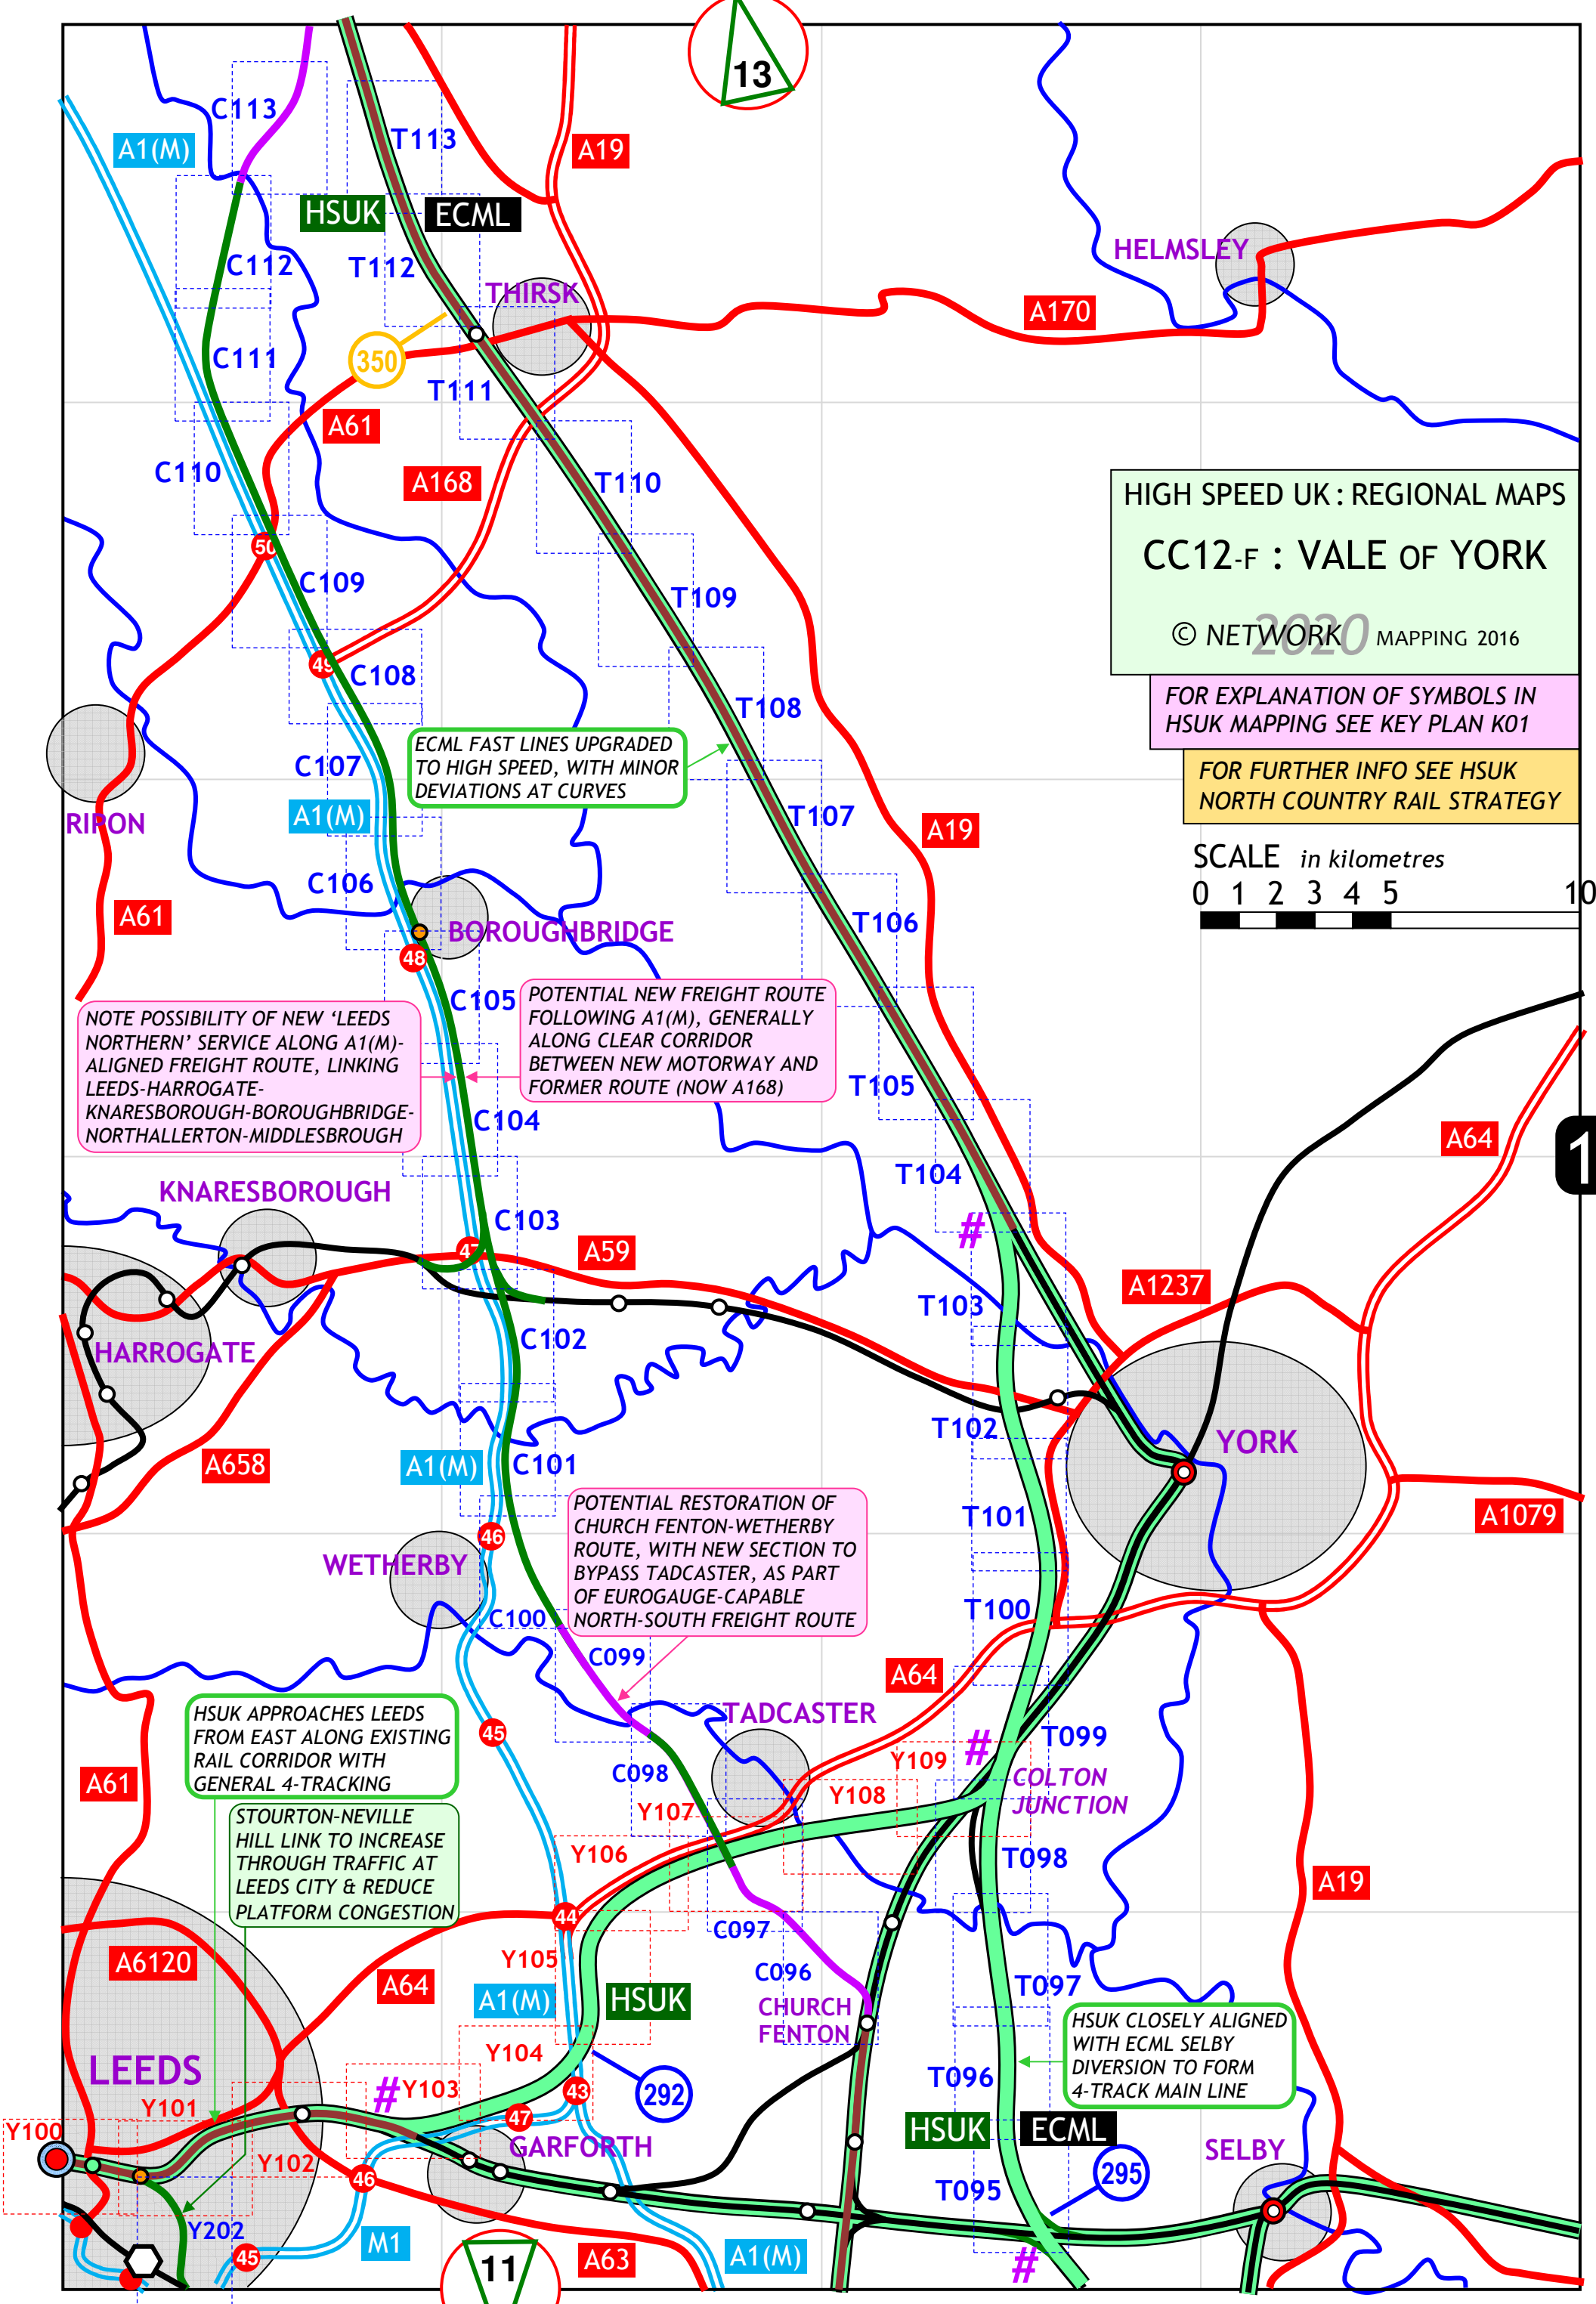 13
C113
A1(M)
T113
A19
HSUK
ECML
HELMSLEY
C112
T112
THIRSK
A170
350
C111
T111
A61
C110
A168
T110
HIGH SPEED UK : REGIONAL MAPS
CC12-F : VALE OF YORK
© NETWORK 2020 MAPPING 2016
50
C109
T109
49
C108
FOR EXPLANATION OF SYMBOLS IN
HSUK MAPPING SEE KEY PLAN K01
T108
ECML FAST LINES UPGRADED
TO HIGH SPEED, WITH MINOR
DEVIATIONS AT CURVES
C107
FOR FURTHER INFO SEE HSUK
NORTH COUNTRY RAIL STRATEGY
A1(M)
T107
RIPON
A19
SCALE in kilometres
0 1 2 3 4 5 10
C106
A61
BOROUGHBRIDGE
T106
48
C105
NOTE POSSIBILITY OF NEW ‘LEEDS
NORTHERN’ SERVICE ALONG A1(M)-
ALIGNED FREIGHT ROUTE, LINKING
LEEDS-HARROGATE-
KNARESBOROUGH-BOROUGHBRIDGE-
NORTHALLERTON-MIDDLESBROUGH
POTENTIAL NEW FREIGHT ROUTE
FOLLOWING A1(M), GENERALLY
ALONG CLEAR CORRIDOR
BETWEEN NEW MOTORWAY AND
FORMER ROUTE (NOW A168)
T105
C104
A64
1
T104
KNARESBOROUGH
C103
#
47
A59
A1237
T103
HARROGATE
C102
T102
YORK
A658
A1(M)
C101
POTENTIAL RESTORATION OF
CHURCH FENTON-WETHERBY
ROUTE, WITH NEW SECTION TO
BYPASS TADCASTER, AS PART
OF EUROGAUGE-CAPABLE
NORTH-SOUTH FREIGHT ROUTE
T101
A1079
46
WETHERBY
C100
T100
C099
A64
HSUK APPROACHES LEEDS
FROM EAST ALONG EXISTING
RAIL CORRIDOR WITH
GENERAL 4-TRACKING
TADCASTER
45
T099
#
Y109
A61
C098
COLTON
JUNCTION
Y108
STOURTON-NEVILLE
HILL LINK TO INCREASE
THROUGH TRAFFIC AT
LEEDS CITY & REDUCE
PLATFORM CONGESTION
Y107
Y106
T098
A19
44
C097
A6120
Y105
C096
A64
T097
A1(M)
HSUK
CHURCH
FENTON
HSUK CLOSELY ALIGNED
WITH ECML SELBY
DIVERSION TO FORM
4-TRACK MAIN LINE
Y104
LEEDS
T096
#
Y103
43
292
Y101
47
Y100
HSUK
ECML
GARFORTH
SELBY
Y102
46
295
T095
Y202
M1
45
11
A63
A1(M)
#